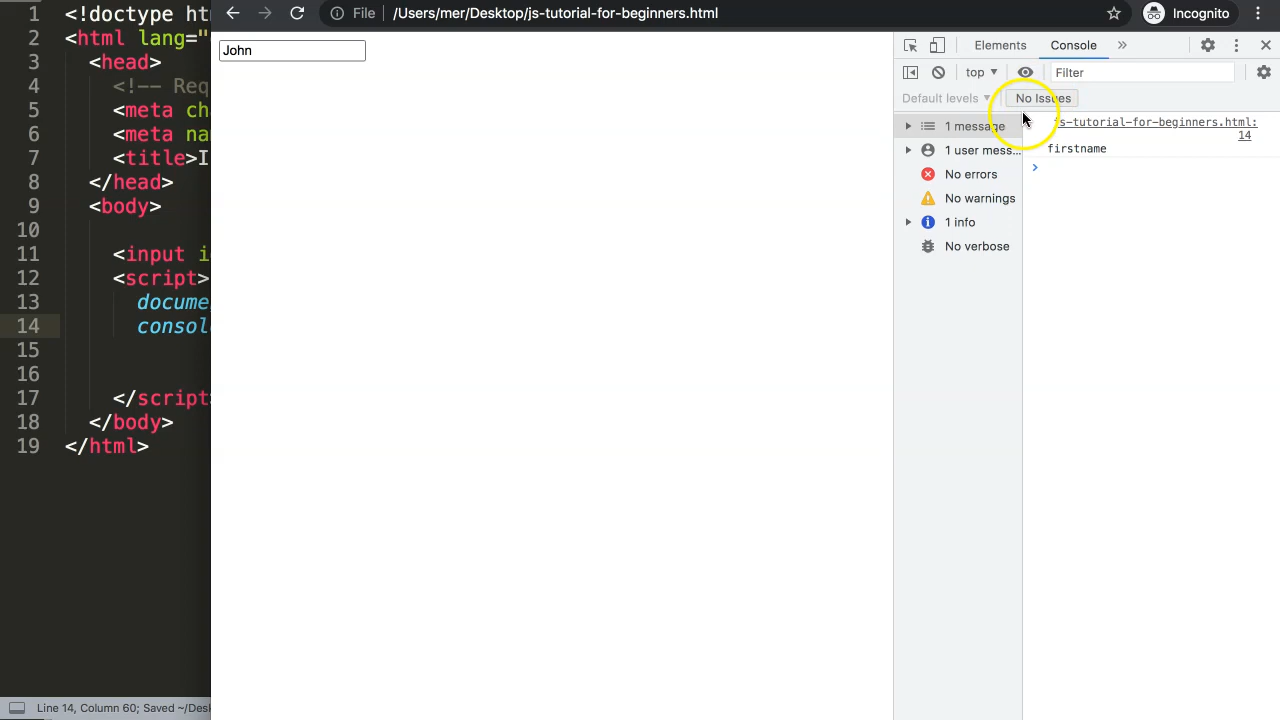 1 <!doctype ht
2 <html lang="
3 <head>
4 <!-- Req
5 <meta ch
6 <meta na
7 <title>I
8 </head>
9 <body>
10
11 <input i
12 <script>
13 docume
14 consol
15
16
17 </script
18 </body>
19 </html>
Line 14, Column 60; Saved ~/Desk
File /Users/mer/Desktop/js-tutorial-for-beginners.html Incognito
John
Elements Console
top Filter
Default levels No Issues
1 message
1 user mess...
No errors
No warnings
1 info
No verbose
js-tutorial-for-beginners.html:
14
firstname